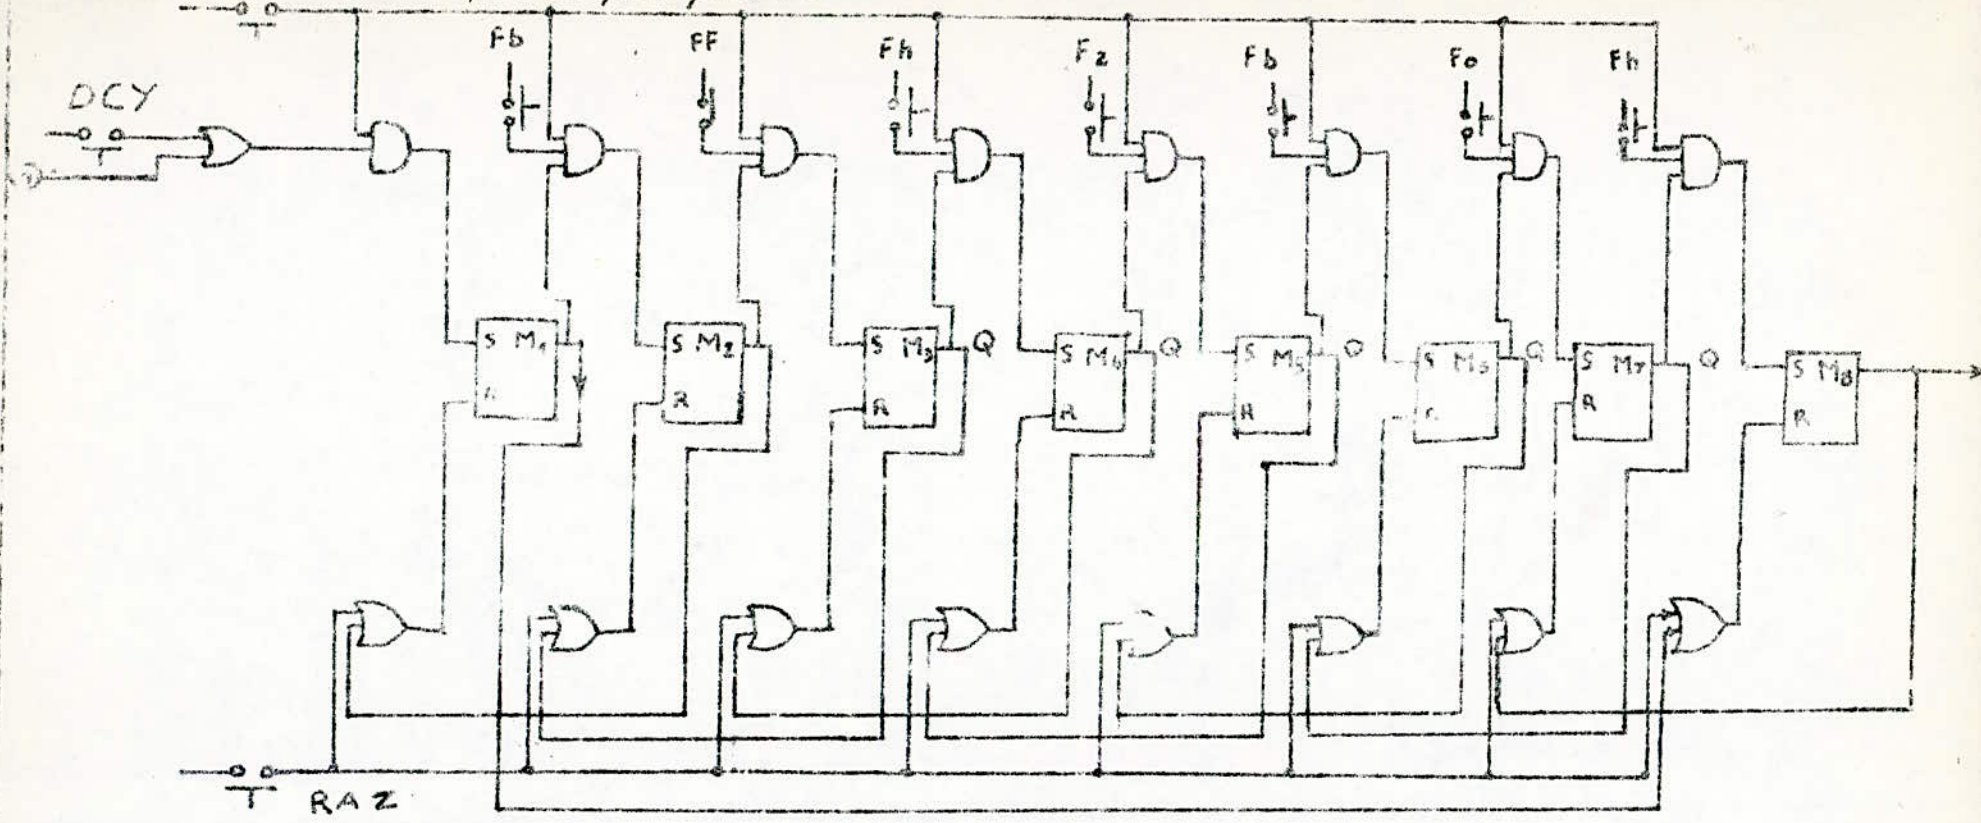 Fb FF Fh Fz Fb Fo Fh
DCY
S M1 S M2 S M3 Q S M4 Q S M5 Q S Q S M7 Q S M8
R R R R R R
RAZ